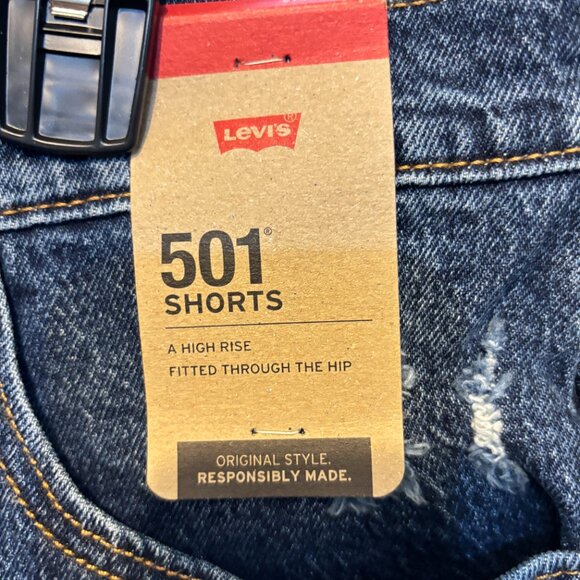 LEVI'S®
501®
SHORTS
A HIGH RISE
FITTED THROUGH THE HIP
ORIGINAL STYLE.
RESPONSIBLY MADE.